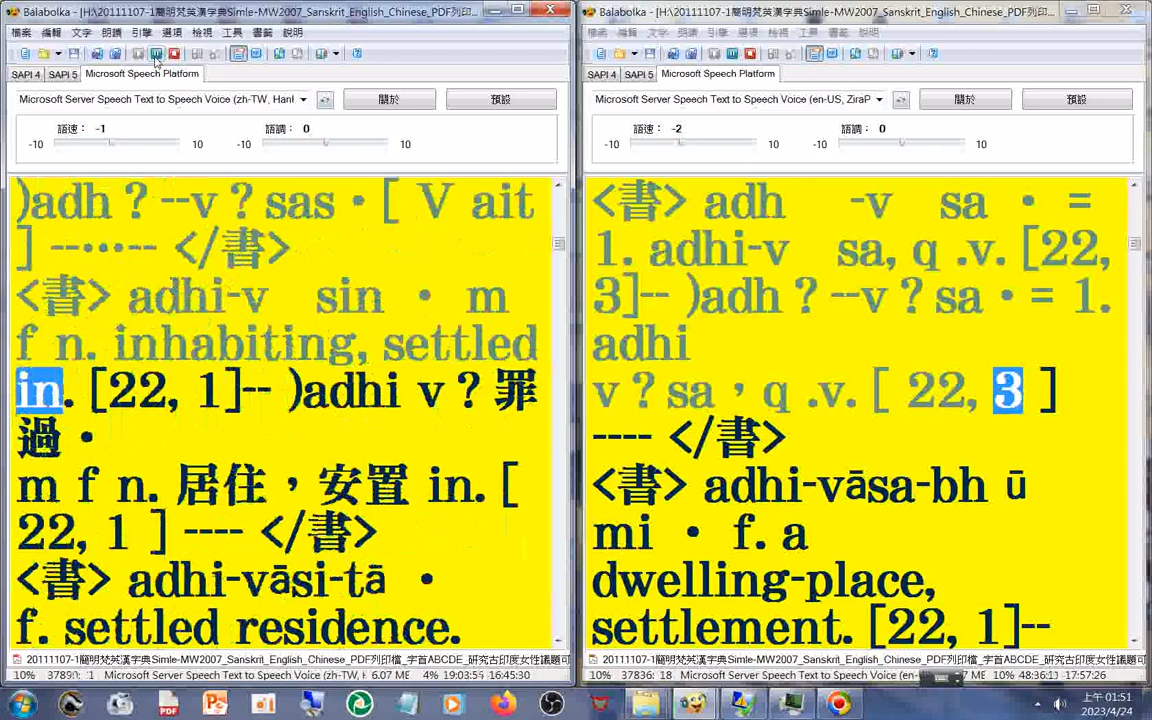 Balabolka - [H:\20111107-1簡明梵英漢字典Simle-MW2007_Sanskrit_English_Chinese_PDF列印...
檔案 編輯 文字 朗讀 引擎 選項 檢視 工具 書籤 說明
SAPI 4 SAPI 5 Microsoft Speech Platform
Microsoft Server Speech Text to Speech Voice (zh-TW, HanH 關於 預設
語速： -1 語調： 0
-10 10 -10 10
)adh ? --v ? sas · [ V ait
] --···-- </書>
<書> adhi-v sin · m
f n. inhabiting, settled
in. [22, 1]-- )adhi v ? 罪
過 ·
m f n. 居住，安置 in. [
22, 1 ] ---- </書>
<書> adhi-vāsi-tā ·
f. settled residence.
20111107-1簡明梵英漢字典Simle-MW2007_Sanskrit_English_Chinese_PDF列印檔_字首ABCDE_研究古印度女性議題可
Microsoft Server Speech Text to Speech Voice (zh-TW, 6.07 ME 4% 19:03:55 16:45:30
Balabolka - [H:\20111107-1簡明梵英漢字典Simle-MW2007_Sanskrit_English_Chinese_PDF列印...
檔案 編輯 文字 朗讀 引擎 選項 檢視 工具 書籤 說明
SAPI 4 SAPI 5 Microsoft Speech Platform
Microsoft Server Speech Text to Speech Voice (en-US, ZiraP 關於 預設
語速： -2 語調： 0
-10 10 -10 10
<書> adh -v sa · =
1. adhi-v sa, q .v. [22,
3]-- )adh ? --v ? sa · = 1.
adhi
v ? sa，q .v. [ 22, 3 ]
---- </書>
<書> adhi-vāsa-bh ū
mi · f. a
dwelling-place,
settlement. [22, 1]--
20111107-1簡明梵英漢字典Simle-MW2007_Sanskrit_English_Chinese_PDF列印檔_字首ABCDE_研究古印度女性議題可
10% 37836: 18 Microsoft Server Speech Text to Speech Voice (en-U ME 10% 48:36:13 17:57:26
上午 01:51
2023/4/24